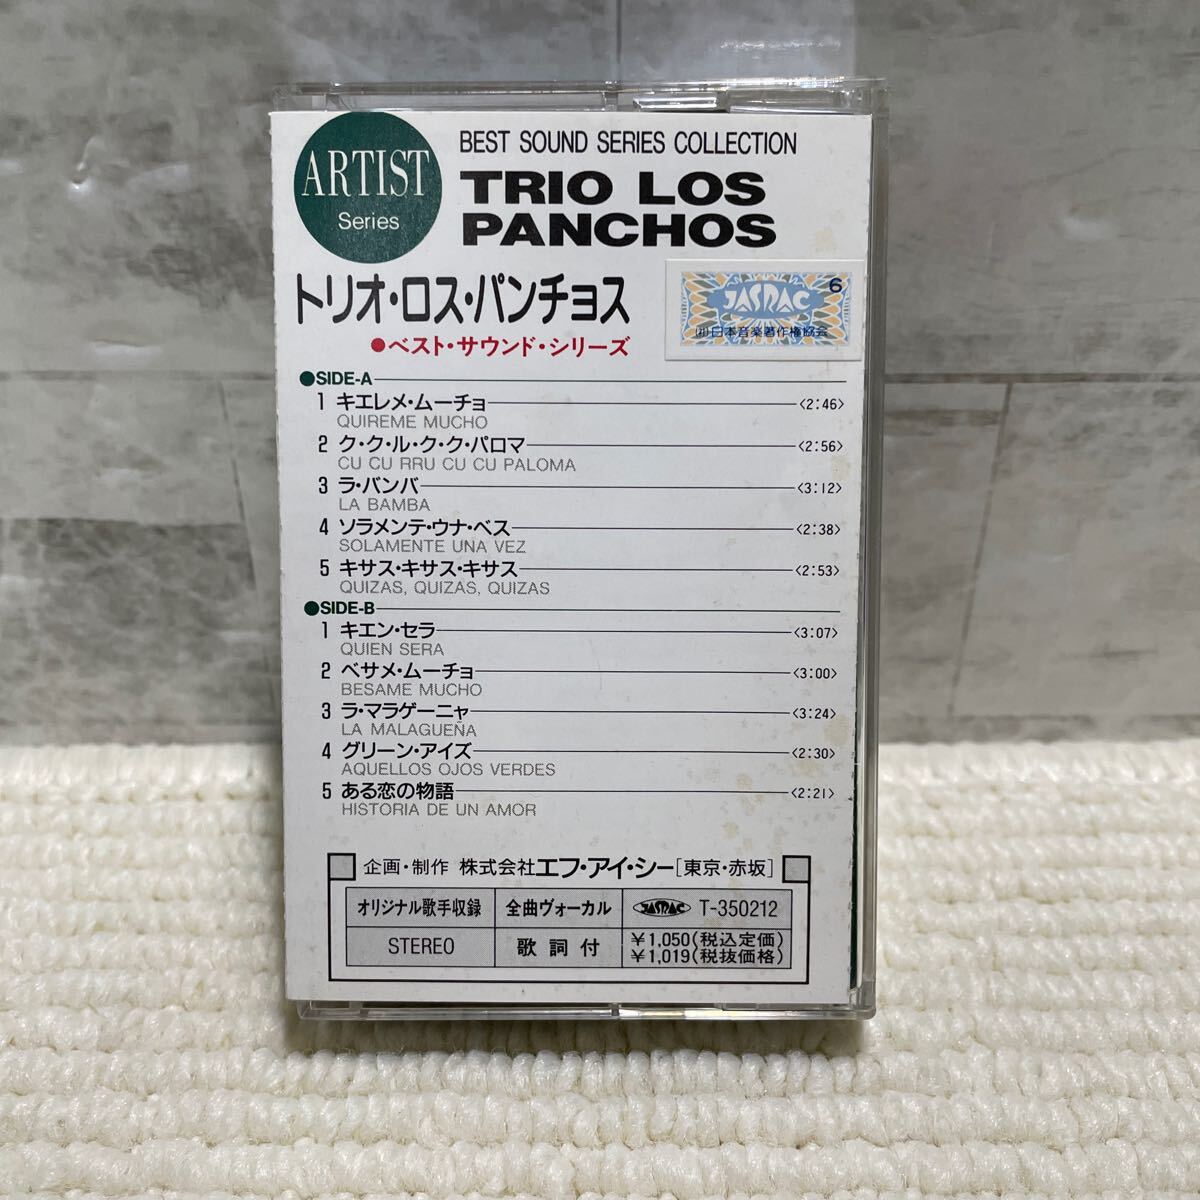 ARTIST
Series
BEST SOUND SERIES COLLECTION
TRIO LOS
PANCHOS
トリオ・ロス・パンチョス
●ベスト・サウンド・シリーズ
6
JASRAC
㈳日本音楽著作権協会
●SIDE-A
1 キエレメ・ムーチョ <2:46>
QUIREME MUCHO
2 ク・ク・ル・ク・ク・パロマ <2:56>
CU CU RRU CU CU PALOMA
3 ラ・バンバ <3:12>
LA BAMBA
4 ソラメンテ・ウナ・ベス <2:38>
SOLAMENTE UNA VEZ
5 キサス・キサス・キサス <2:53>
QUIZAS, QUIZAS, QUIZAS
●SIDE-B
1 キエン・セラ <3:07>
QUIEN SERA
2 ベサメ・ムーチョ <3:00>
BESAME MUCHO
3 ラ・マラゲーニャ <3:24>
LA MALAGUEÑA
4 グリーン・アイズ <2:30>
AQUELLOS OJOS VERDES
5 ある恋の物語 <2:21>
HISTORIA DE UN AMOR
企画・制作 株式会社エフ・アイ・シー[東京・赤坂]
オリジナル歌手収録 全曲ヴォーカル JASRAC T-350212
STEREO 歌詞付 ￥1,050(税込定価)
￥1,019(税抜価格)